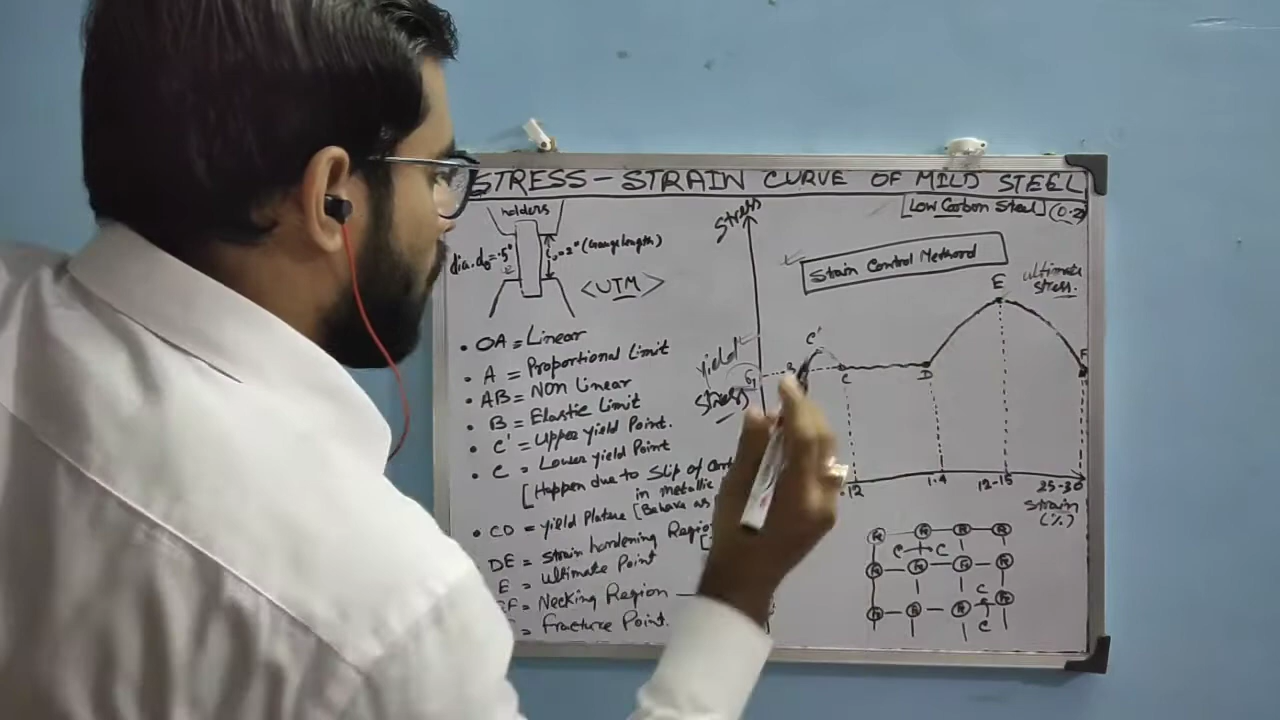 STRESS - STRAIN CURVE OF MILD STEEL
[Low Carbon Steel] (0.2
holders
dia. d₀ = .5"
= 2" (Gauge length)
<UTM>
• OA = Linear
• A = Proportional Limit
• AB = Non Linear
• B = Elastic Limit
• C' = Upper yield Point.
• C = Lower yield Point
[Happen due to Slip of
in metallic
• CD = yield Plateau [Behave as
DE = Strain hardening Region
E = Ultimate Point
EF = Necking Region —
= Fracture Point.
Stress
Strain Control Method
yield
stress
B
C'
C
D
E
ultimate
stress.
F
.12
1.4
12-15
25-30
Strain
(%)
Fe Fe Fe Fe
C C
Fe Fe Fe Fe
C
Fe Fe Fe Fe
C